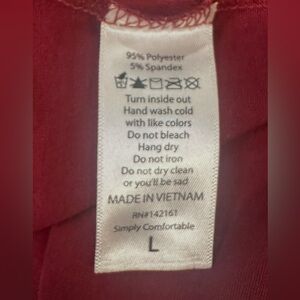 95% Polyester
5% Spandex
Turn inside out
Hand wash cold
with like colors
Do not bleach
Hang dry
Do not iron
Do not dry clean
or you'll be sad
MADE IN VIETNAM
RN#142161
Simply Comfortable
L